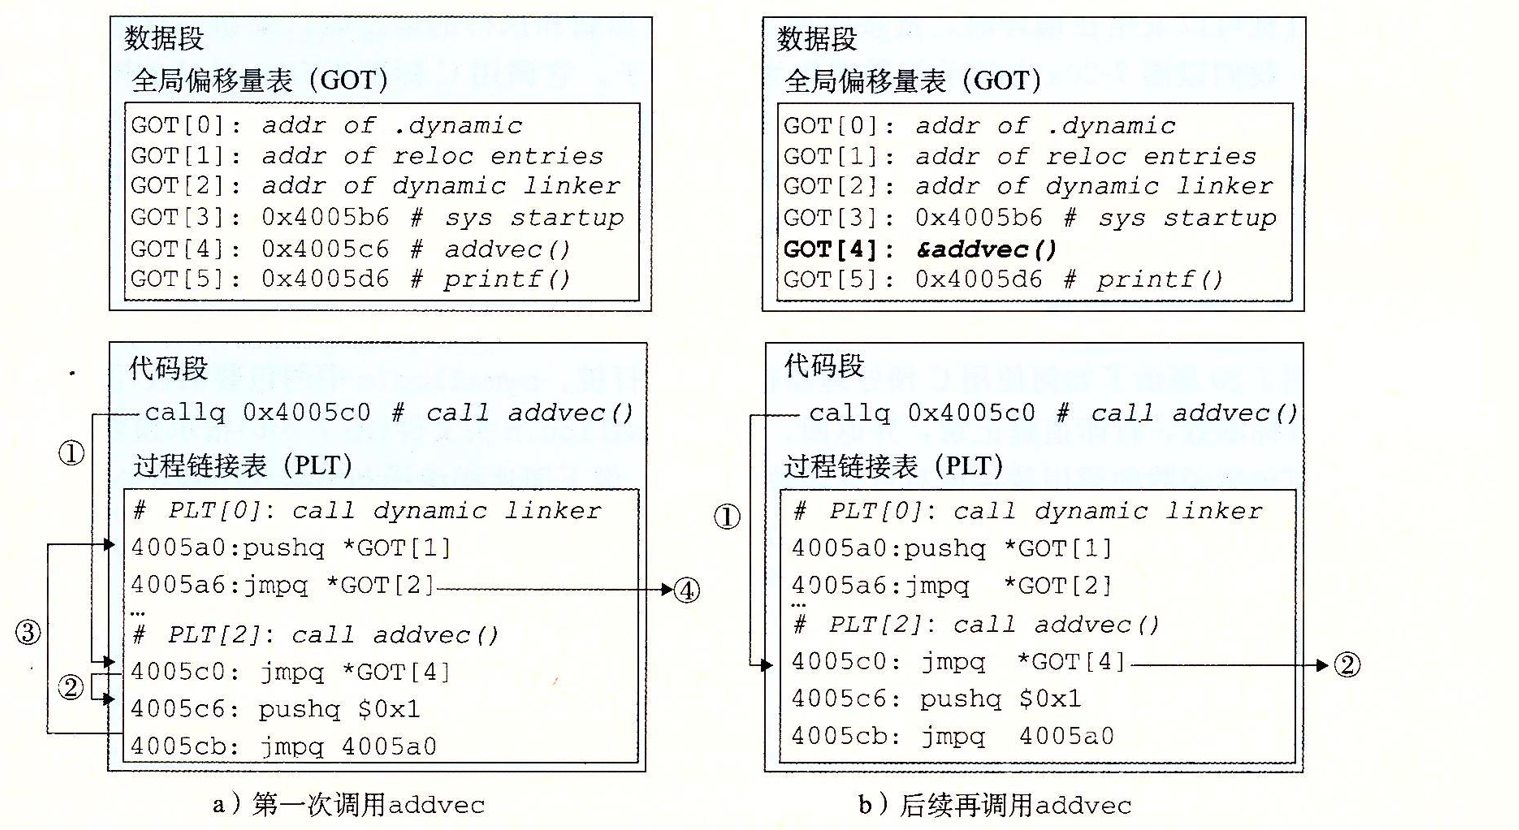 数据段
全局偏移量表（GOT）
GOT[0]: addr of .dynamic
GOT[1]: addr of reloc entries
GOT[2]: addr of dynamic linker
GOT[3]: 0x4005b6 # sys startup
GOT[4]: 0x4005c6 # addvec()
GOT[5]: 0x4005d6 # printf()
代码段
callq 0x4005c0 # call addvec()
①
过程链接表（PLT）
# PLT[0]: call dynamic linker
4005a0:pushq *GOT[1]
4005a6:jmpq *GOT[2]
④
…
③
# PLT[2]: call addvec()
4005c0: jmpq *GOT[4]
②
4005c6: pushq $0x1
4005cb: jmpq 4005a0
a）第一次调用addvec
数据段
全局偏移量表（GOT）
GOT[0]: addr of .dynamic
GOT[1]: addr of reloc entries
GOT[2]: addr of dynamic linker
GOT[3]: 0x4005b6 # sys startup
GOT[4]: &addvec()
GOT[5]: 0x4005d6 # printf()
代码段
callq 0x4005c0 # call addvec()
过程链接表（PLT）
①
# PLT[0]: call dynamic linker
4005a0:pushq *GOT[1]
4005a6:jmpq *GOT[2]
…
# PLT[2]: call addvec()
4005c0: jmpq *GOT[4]
②
4005c6: pushq $0x1
4005cb: jmpq 4005a0
b）后续再调用addvec